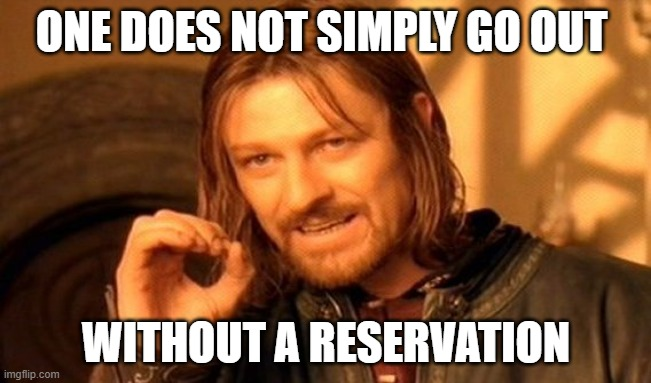 ONE DOES NOT SIMPLY GO OUT
WITHOUT A RESERVATION
imgflip.com